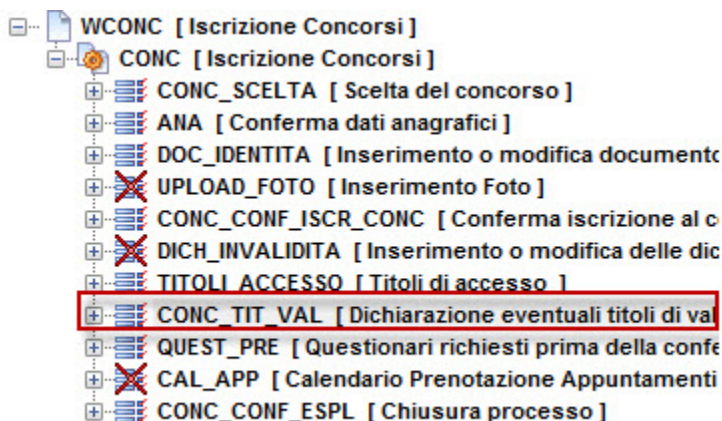 WCONC [ Iscrizione Concorsi ]
CONC [ Iscrizione Concorsi ]
CONC_SCELTA [ Scelta del concorso ]
ANA [ Conferma dati anagrafici ]
DOC_IDENTITA [ Inserimento o modifica documento
UPLOAD_FOTO [ Inserimento Foto ]
CONC_CONF_ISCR_CONC [ Conferma iscrizione al c
DICH_INVALIDITA [ Inserimento o modifica delle dic
TITOLI_ACCESSO [ Titoli di accesso ]
CONC_TIT_VAL [ Dichiarazione eventuali titoli di val
QUEST_PRE [ Questionari richiesti prima della confe
CAL_APP [ Calendario Prenotazione Appuntamenti
CONC_CONF_ESPL [ Chiusura processo ]